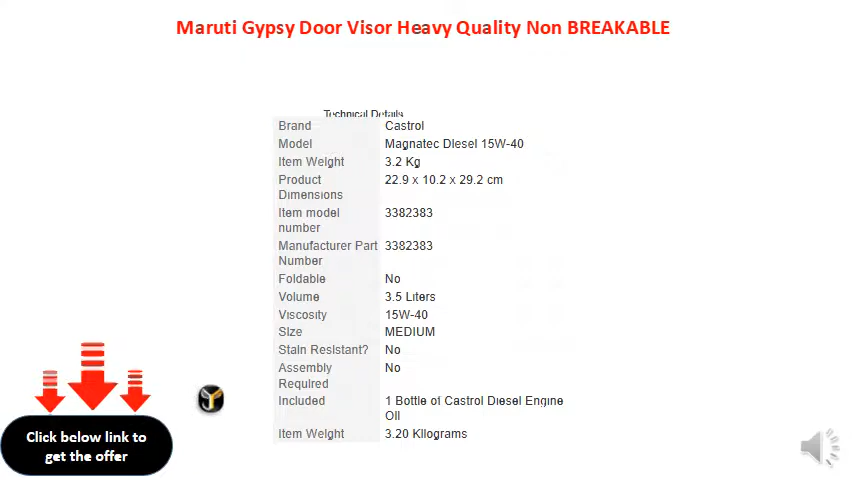 Maruti Gypsy Door Visor Heavy Quality Non BREAKABLE
Technical Details
Brand Castrol
Model Magnatec Diesel 15W-40
Item Weight 3.2 Kg
Product 22.9 x 10.2 x 29.2 cm
Dimensions
Item model 3382383
number
Manufacturer Part 3382383
Number
Foldable No
Volume 3.5 Liters
Viscosity 15W-40
Size MEDIUM
Stain Resistant? No
Assembly No
Required
Included 1 Bottle of Castrol Diesel Engine
Oil
Item Weight 3.20 Kilograms
Click below link to
get the offer